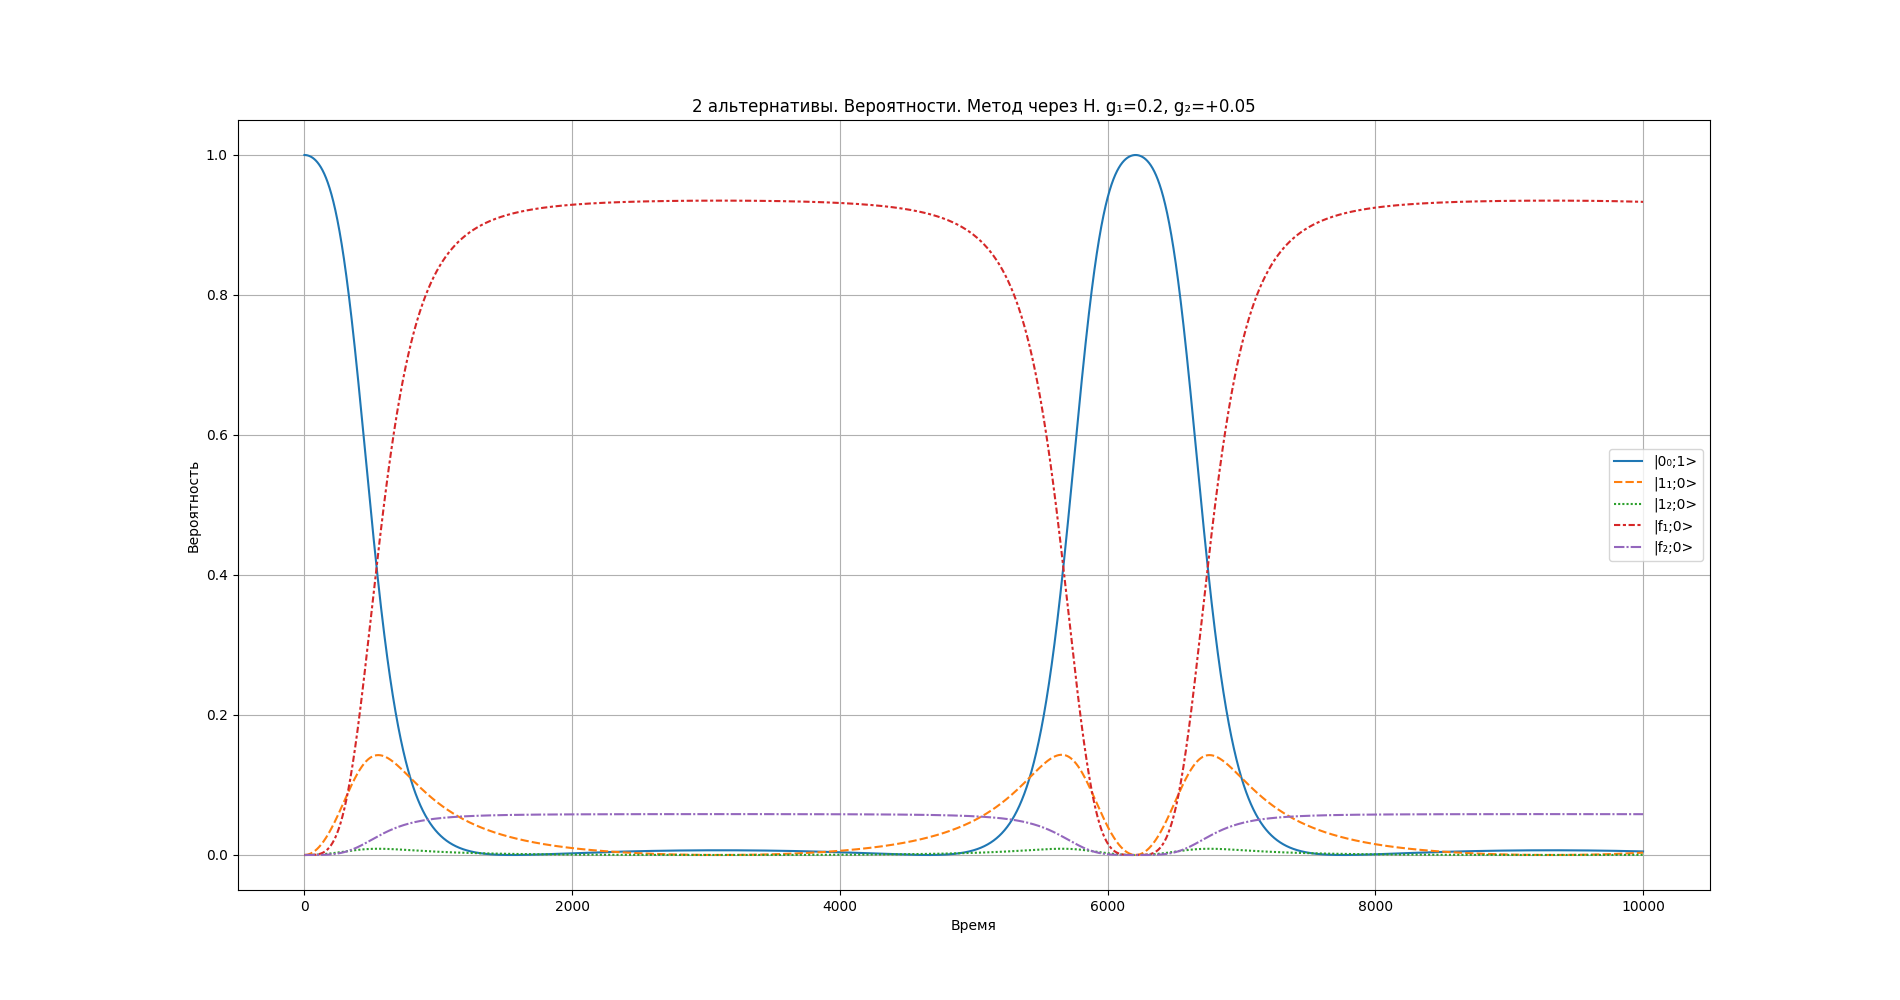 2 альтернативы. Вероятности. Метод через H. g₁=0.2, g₂=+0.05
1.0
0.8
0.6
0.4
0.2
0.0
Вероятность
|0₀;1>
|1₁;0>
|1₂;0>
|f₁;0>
|f₂;0>
0 2000 4000 6000 8000 10000
Время